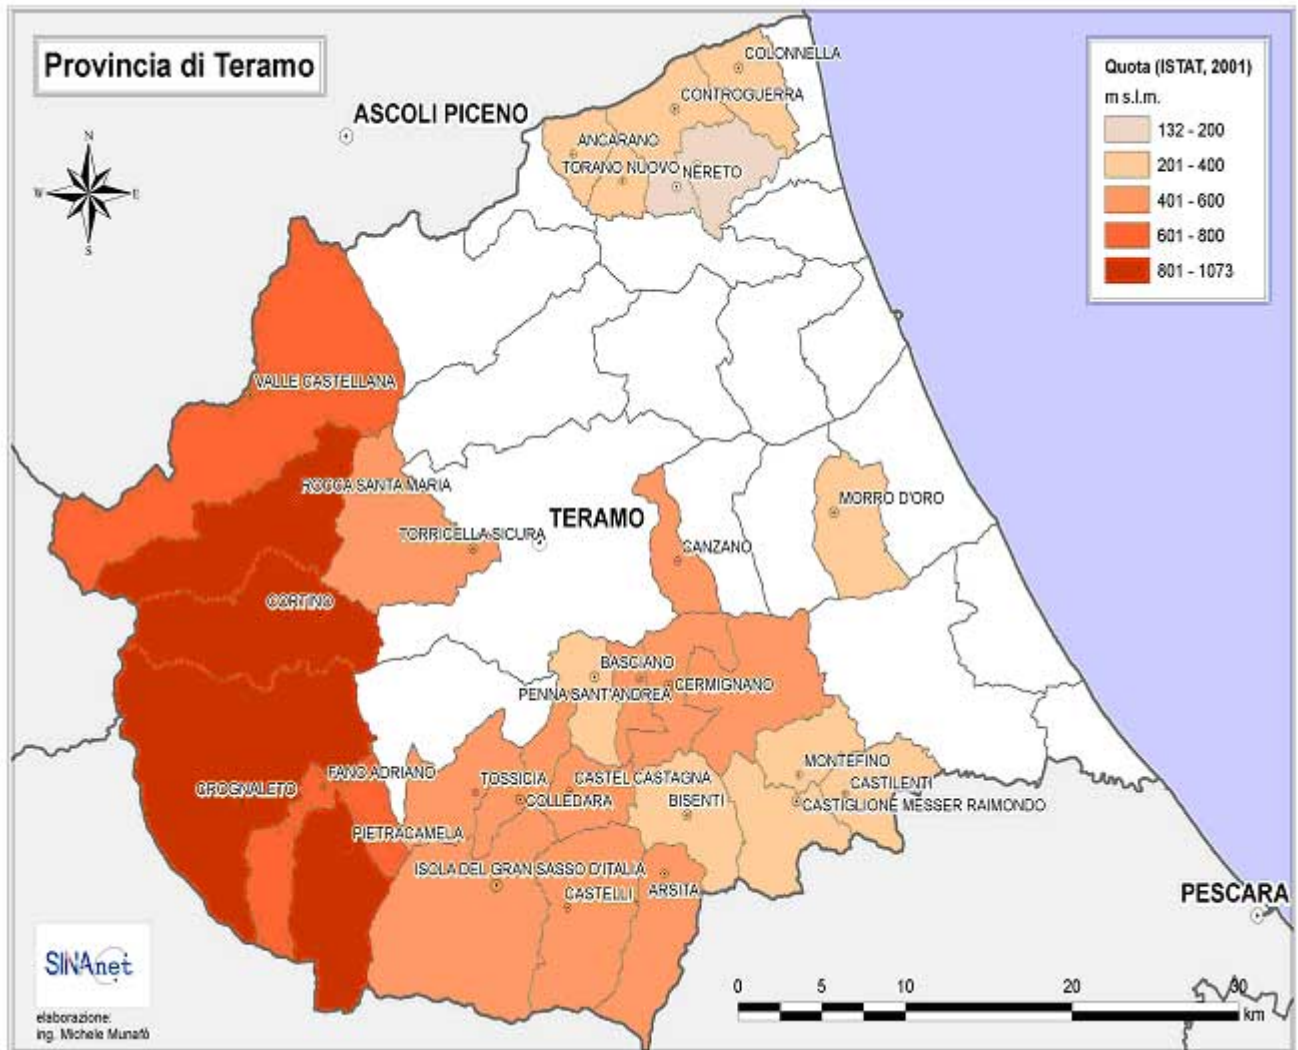 Provincia di Teramo
Quota (ISTAT, 2001)
m s.l.m.
132 - 200
201 - 400
401 - 600
601 - 800
801 - 1073
COLONNELLA
CONTROGUERRA
ASCOLI PICENO
N
ANCARANO
TORANO NUOVO
NERETO
W
E
S
VALLE CASTELLANA
ROCCA SANTA MARIA
MORRO D'ORO
TERAMO
TORRICELLA SICURA
CANZANO
CORTINO
BASCIANO
PENNA SANT'ANDREA
CERMIGNANO
MONTEFINO
FANO ADRIANO
TOSSICIA
CASTEL CASTAGNA
CASTILENTI
CROGNALETO
COLLEDARA
BISENTI
CASTIGLIONE MESSER RAIMONDO
PIETRACAMELA
ISOLA DEL GRAN SASSO D'ITALIA
CASTELLI
ARSITA
PESCARA
SINAnet
elaborazione:
ing. Michele Munafò
0 5 10 20 30
km